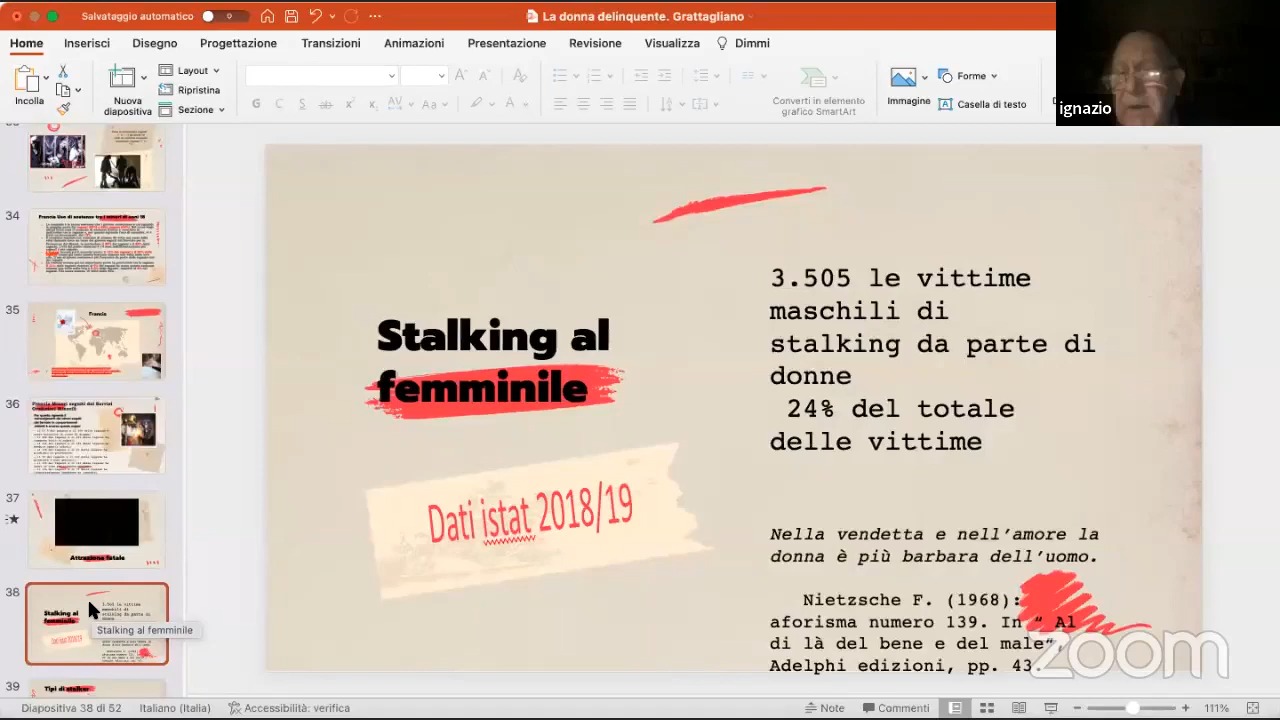 Salvataggio automatico
La donna delinquente. Grattagliano
Home Inserisci Disegno Progettazione Transizioni Animazioni Presentazione Revisione Visualizza Dimmi
Incolla
Nuova diapositiva
Layout
Ripristina
Sezione
Converti in elemento grafico SmartArt
Immagine
Forme
Casella di testo
ignazio
34
35
Francia
36
37
Attrazione fatale
38
Stalking al femminile
39
Tipi di stalker
Stalking al
femminile
Dati istat 2018/19
3.505 le vittime
maschili di
stalking da parte di
donne
24% del totale
delle vittime
Nella vendetta e nell’amore la
donna è più barbara dell’uomo.
Nietzsche F. (1968):
aforisma numero 139. In “ Al
di là del bene e del male”,
Adelphi edizioni, pp. 43.
zoom
Diapositiva 38 di 52 Italiano (Italia) Accessibilità: verifica Note Commenti 111%